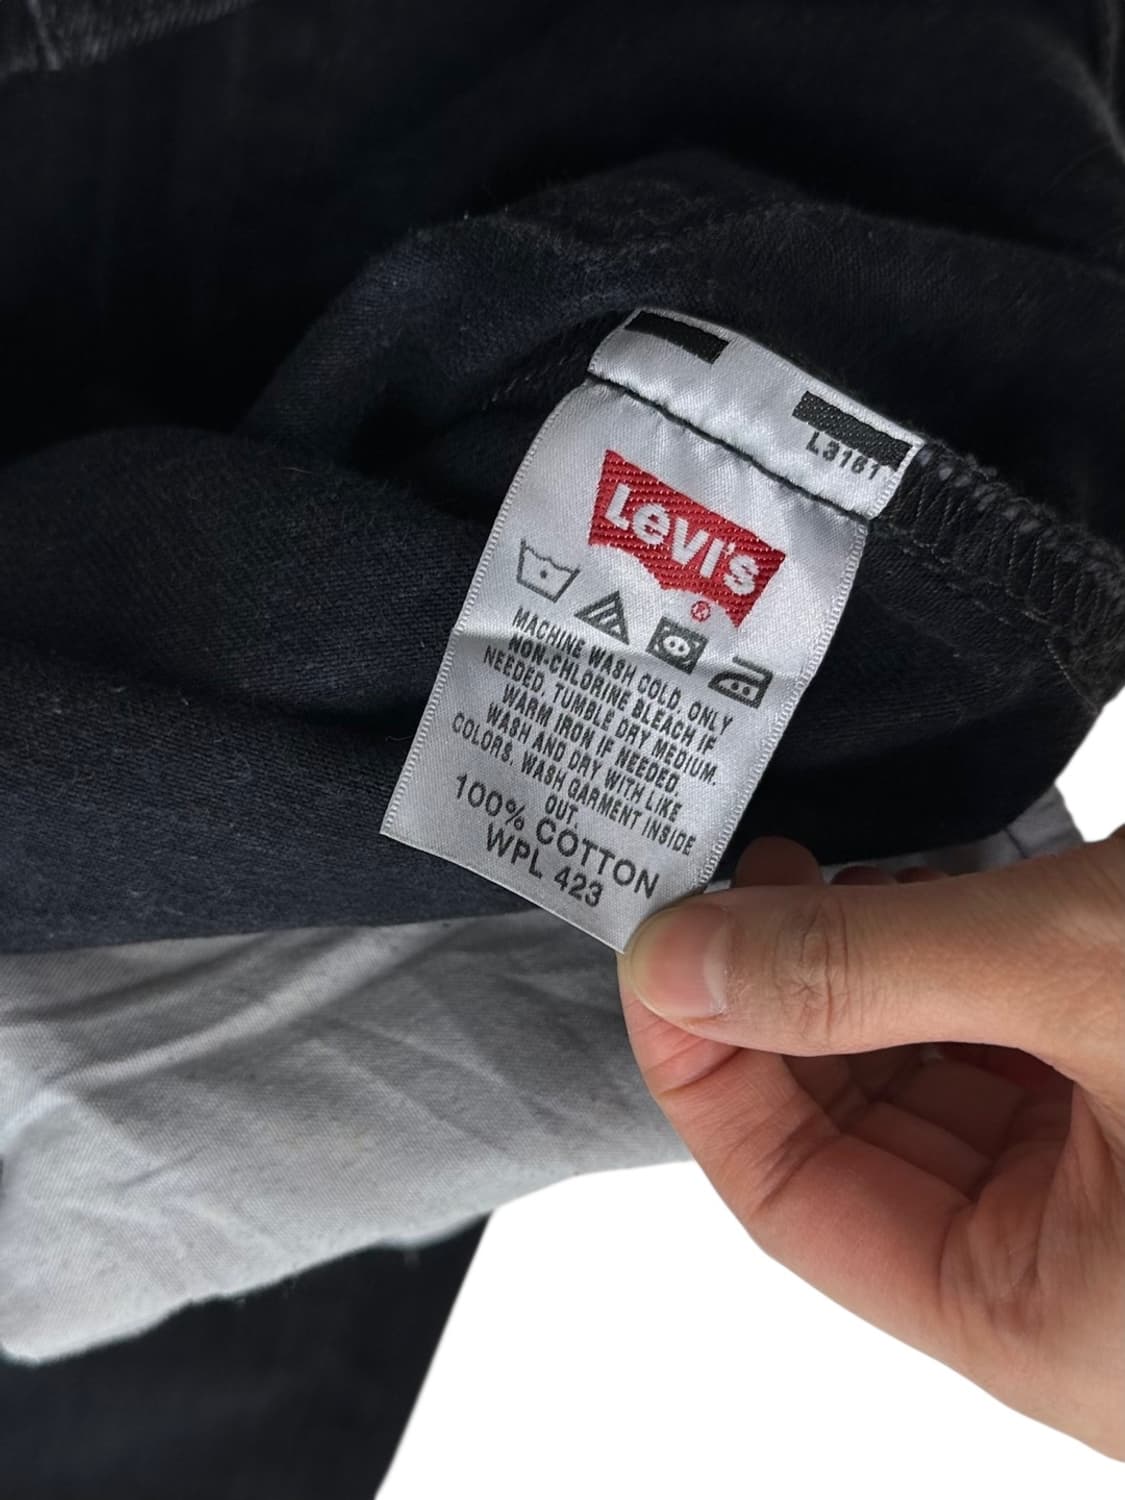 L3161
Levi's
®
MACHINE WASH COLD. ONLY
NON-CHLORINE BLEACH IF
NEEDED. TUMBLE DRY MEDIUM.
WARM IRON IF NEEDED.
WASH AND DRY WITH LIKE
COLORS. WASH GARMENT INSIDE
OUT.
100% COTTON
WPL 423